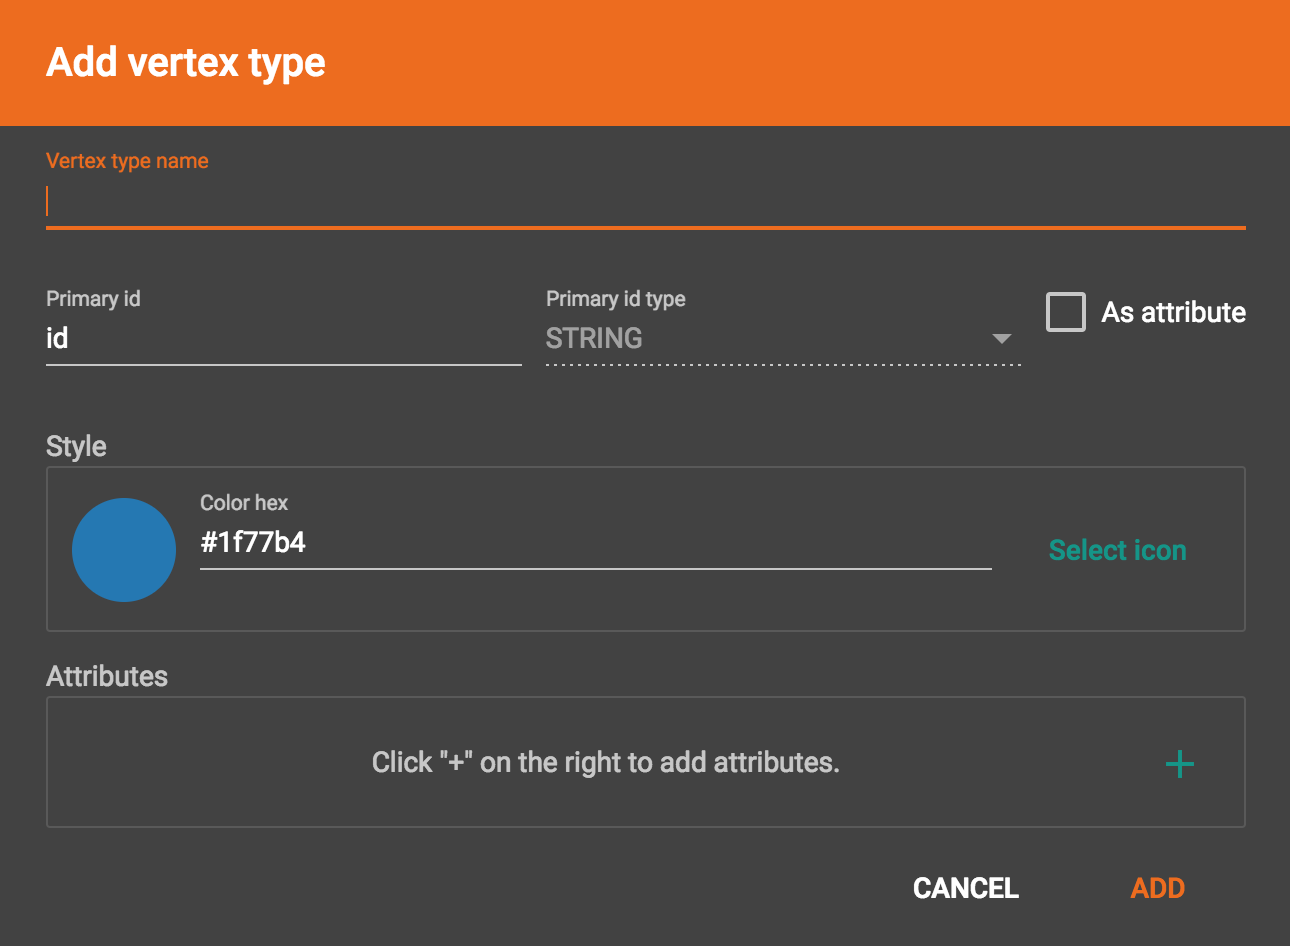 Add vertex type
Vertex type name
Primary id
Primary id type
id
STRING
As attribute
Style
Color hex
#1f77b4
Select icon
Attributes
Click "+" on the right to add attributes.
+
CANCEL
ADD